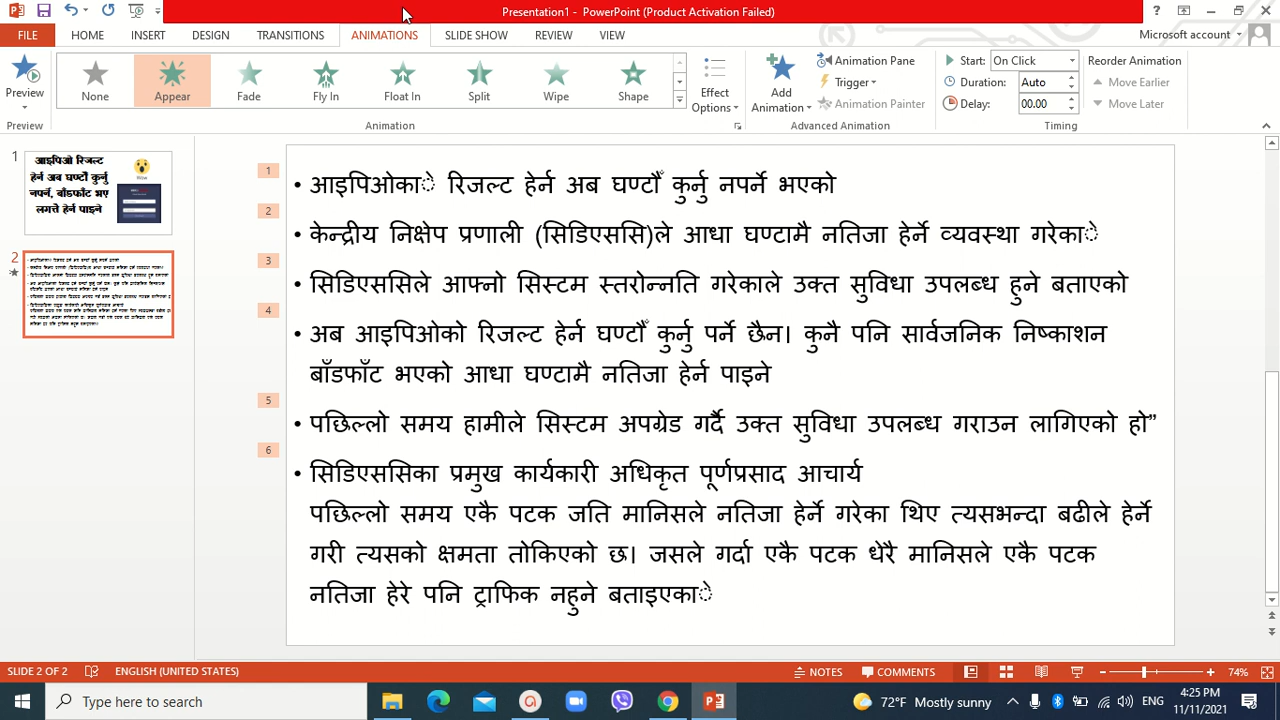 Presentation1 - PowerPoint (Product Activation Failed)
?
FILE HOME INSERT DESIGN TRANSITIONS ANIMATIONS SLIDE SHOW REVIEW VIEW Microsoft account
Preview
None Appear Fade Fly In Float In Split Wipe Shape
Effect Options
Add Animation
Animation Pane
Trigger
Animation Painter
Start: On Click
Duration: Auto
Delay: 00.00
Reorder Animation
Move Earlier
Move Later
Preview Animation Advanced Animation Timing
1
आइपिओ रिजल्ट
हेर्न अब घण्टौं कुर्नु
नपर्ने, बाँडफाँट भए
लगत्तै हेर्न पाइने
2
1
• आइपिओकाे रिजल्ट हेर्न अब घण्टौँ कुर्नु नपर्ने भएको
2
• केन्द्रीय निक्षेप प्रणाली (सिडिएससि)ले आधा घण्टामै नतिजा हेर्ने व्यवस्था गरेकाे
3
• सिडिएससिले आफ्नो सिस्टम स्तरोन्नति गरेकाले उक्त सुविधा उपलब्ध हुने बताएको
4
• अब आइपिओको रिजल्ट हेर्न घण्टौँ कुर्नु पर्ने छैन। कुनै पनि सार्वजनिक निष्काशन
बाँडफाँट भएको आधा घण्टामै नतिजा हेर्न पाइने
5
• पछिल्लो समय हामीले सिस्टम अपग्रेड गर्दै उक्त सुविधा उपलब्ध गराउन लागिएको हो”
6
• सिडिएससिका प्रमुख कार्यकारी अधिकृत पूर्णप्रसाद आचार्य
पछिल्लो समय एकै पटक जति मानिसले नतिजा हेर्ने गरेका थिए त्यसभन्दा बढीले हेर्ने
गरी त्यसको क्षमता तोकिएको छ। जसले गर्दा एकै पटक धेरै मानिसले एकै पटक
नतिजा हेरे पनि ट्राफिक नहुने बताइएकाे
SLIDE 2 OF 2 ENGLISH (UNITED STATES) NOTES COMMENTS 74%
Type here to search 72°F Mostly sunny ENG 4:25 PM
11/11/2021